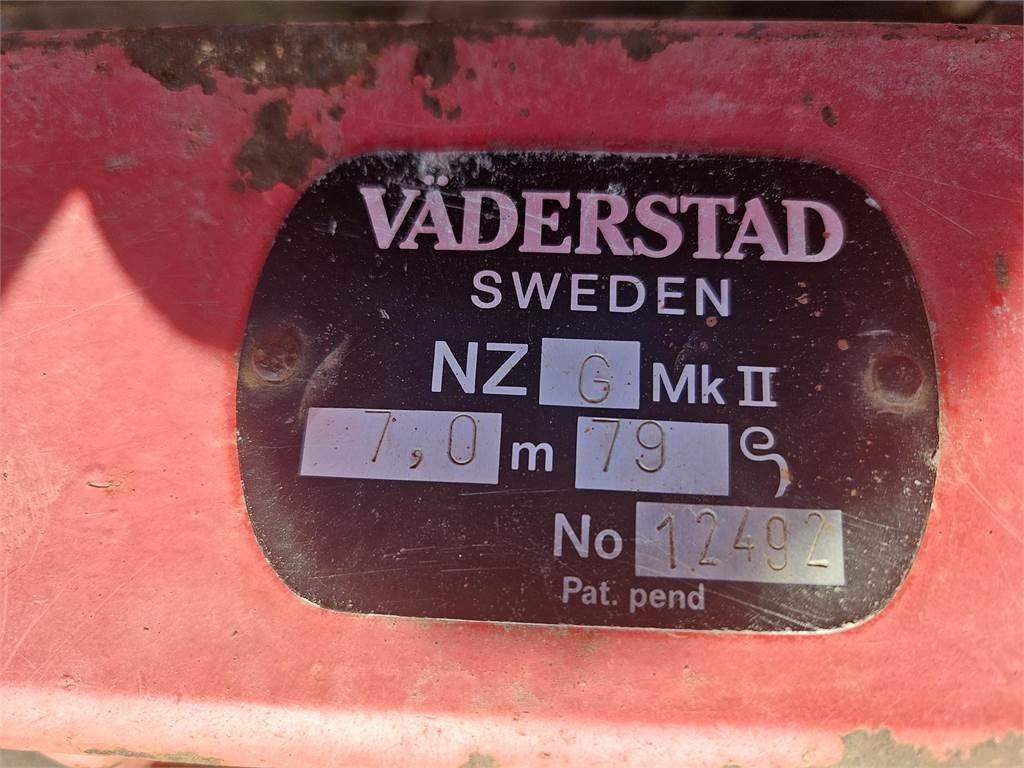 VÄDERSTAD
SWEDEN
NZ G Mk II
7,0 m 79
No 12492
Pat. pend